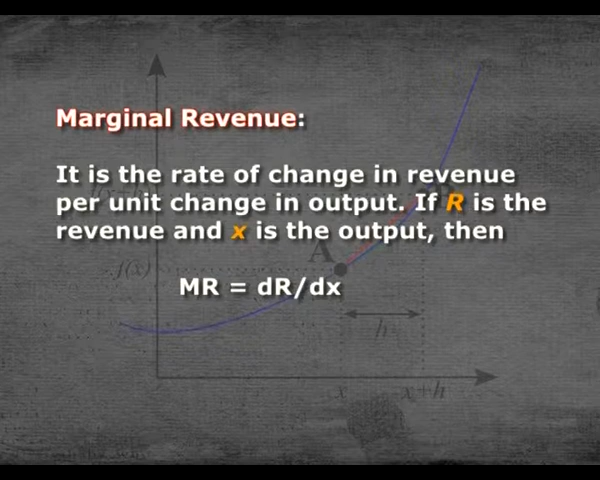 Marginal Revenue:
It is the rate of change in revenue
per unit change in output. If R is the
revenue and x is the output, then
A
f(x)
MR = dR/dx
h
x
x+h